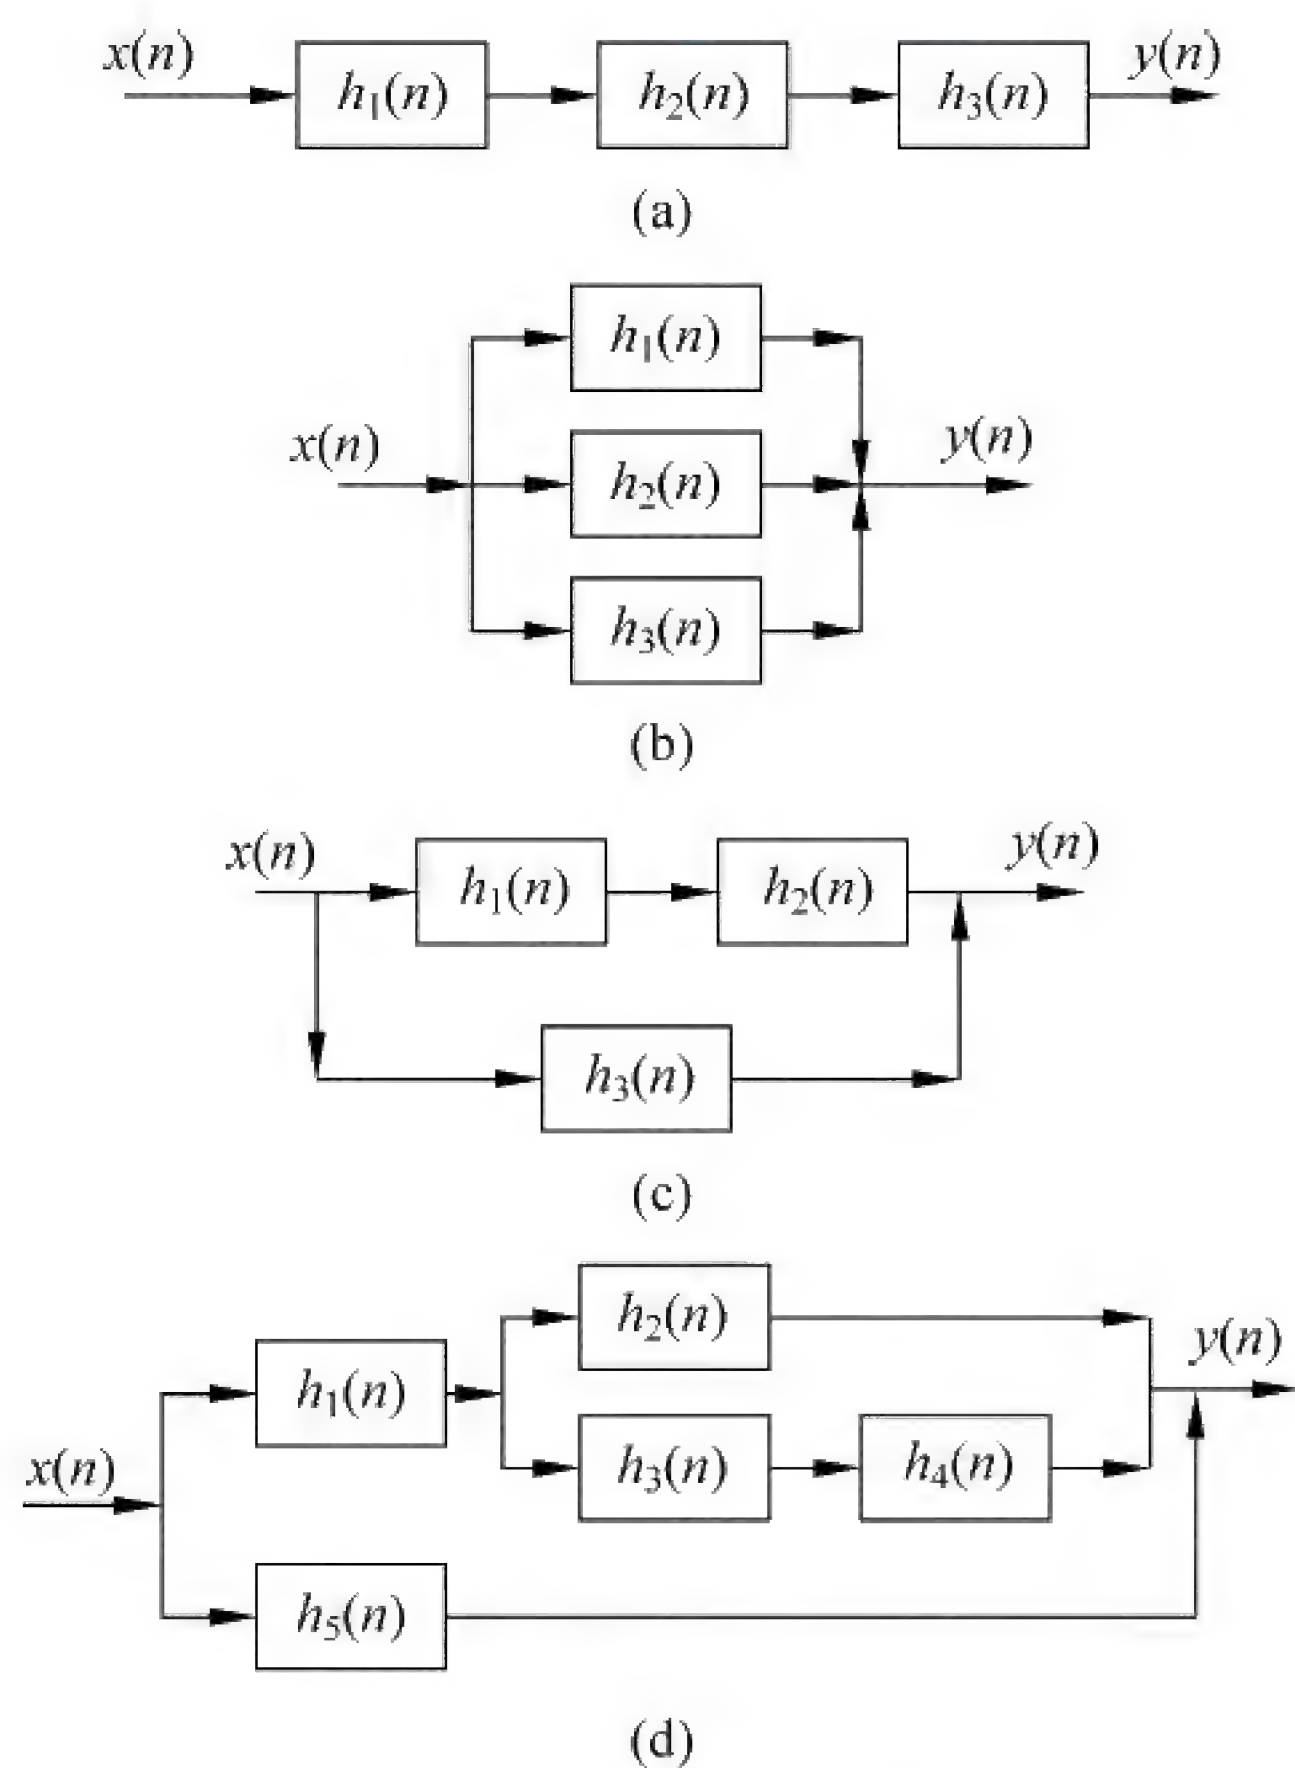 x(n) h₁(n) h₂(n) h₃(n) y(n)
(a)
h₁(n)
x(n) h₂(n) y(n)
h₃(n)
(b)
x(n) h₁(n) h₂(n) y(n)
h₃(n)
(c)
h₂(n)
h₁(n) y(n)
x(n) h₃(n) h₄(n)
h₅(n)
(d)